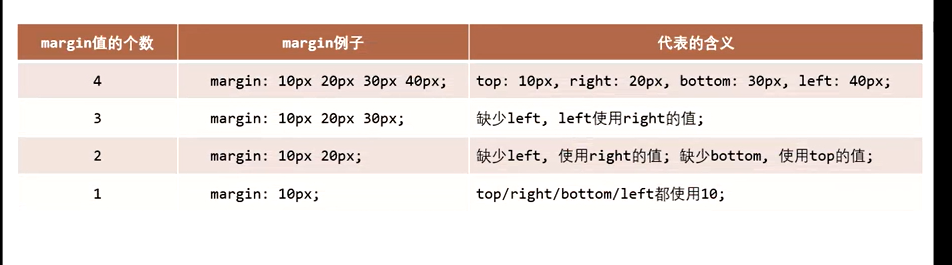 margin值的个数 margin例子 代表的含义
4 margin: 10px 20px 30px 40px; top: 10px, right: 20px, bottom: 30px, left: 40px;
3 margin: 10px 20px 30px; 缺少left, left使用right的值;
2 margin: 10px 20px; 缺少left, 使用right的值; 缺少bottom, 使用top的值;
1 margin: 10px; top/right/bottom/left都使用10;